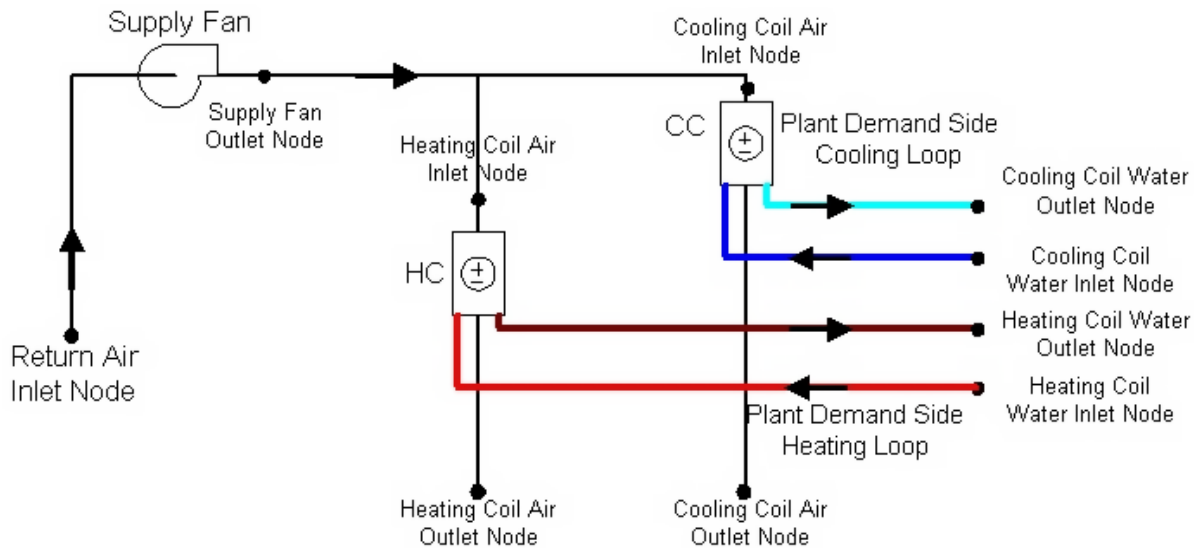 Supply Fan
Supply Fan
Outlet Node
Return Air
Inlet Node
Heating Coil Air
Inlet Node
HC
Cooling Coil Air
Inlet Node
CC
Plant Demand Side
Cooling Loop
Cooling Coil Water
Outlet Node
Cooling Coil
Water Inlet Node
Heating Coil Water
Outlet Node
Heating Coil
Water Inlet Node
Plant Demand Side
Heating Loop
Heating Coil Air
Outlet Node
Cooling Coil Air
Outlet Node